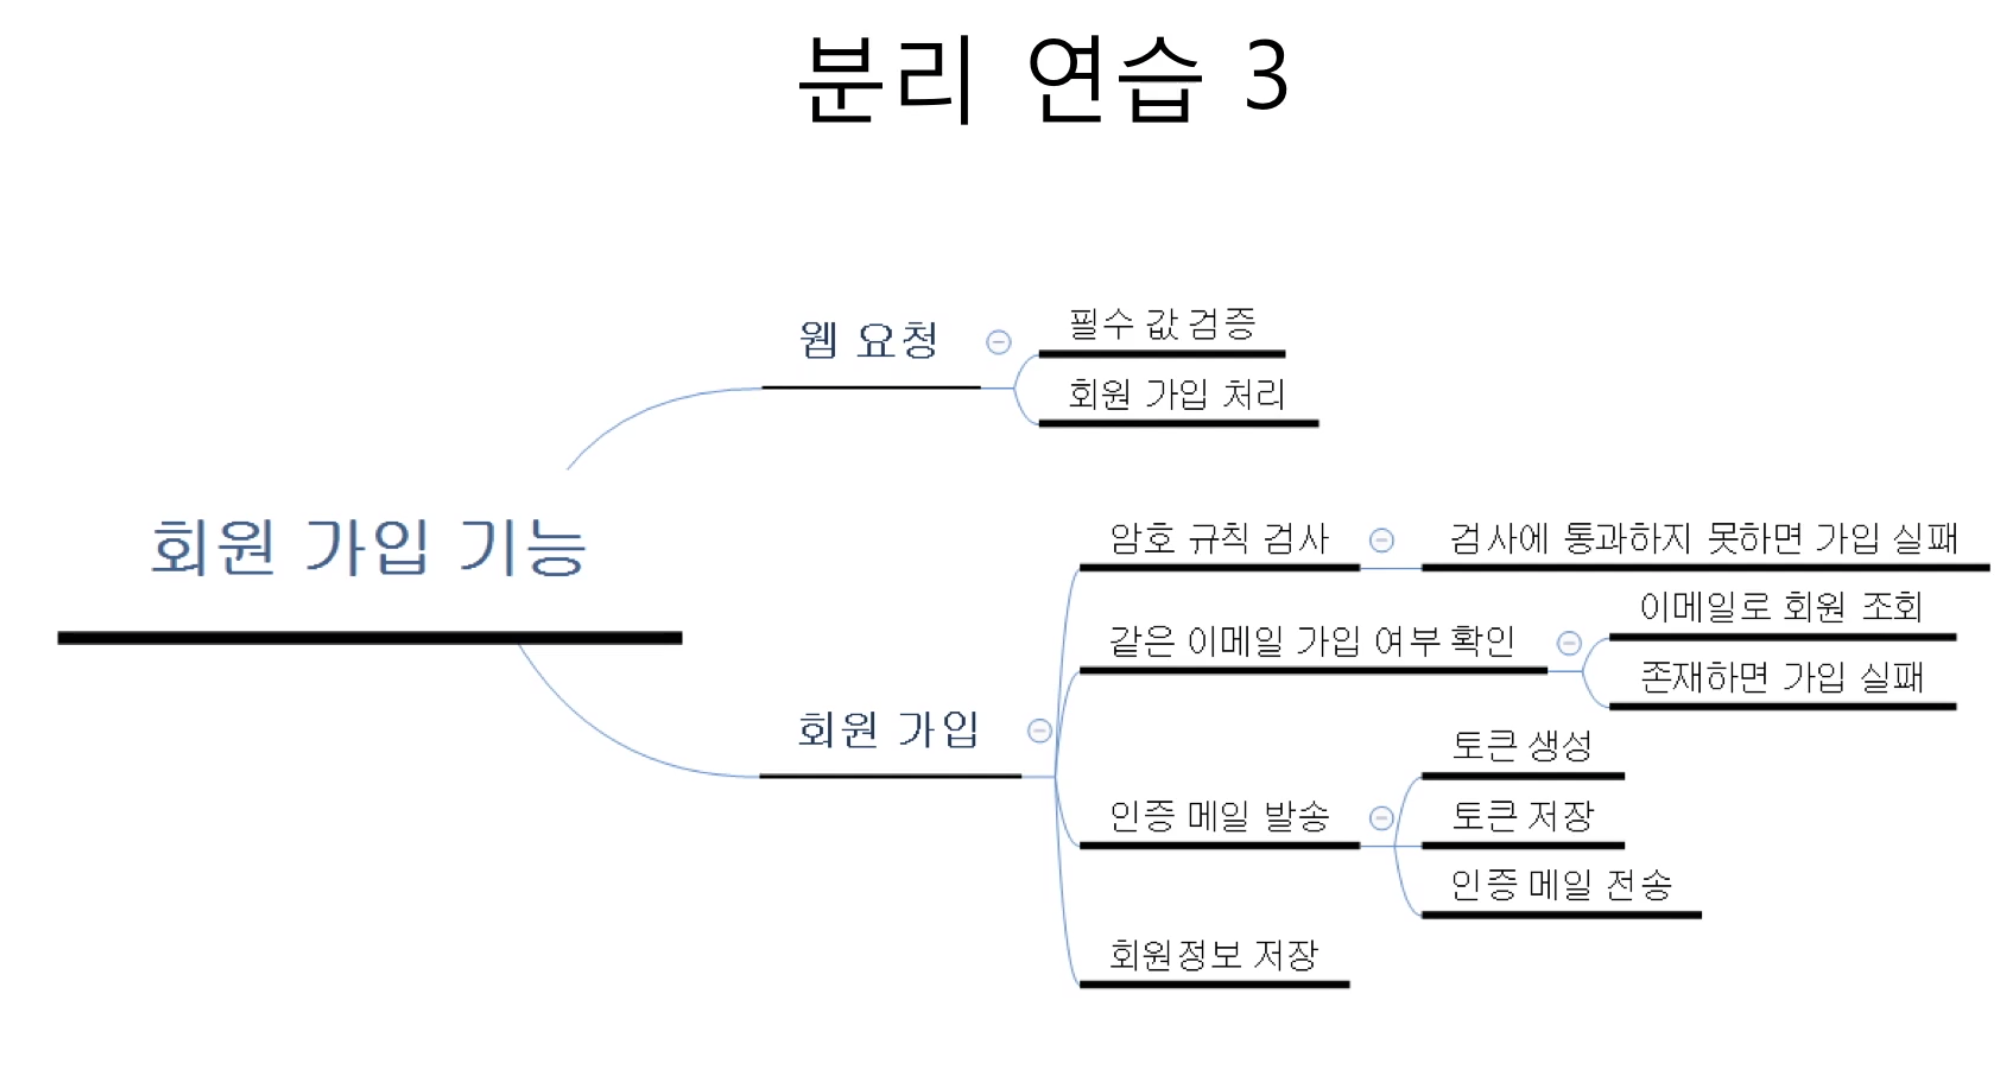 분리 연습 3
웹 요청
필수 값 검증
회원 가입 처리
회원 가입 기능
회원 가입
암호 규칙 검사
검사에 통과하지 못하면 가입 실패
같은 이메일 가입 여부 확인
이메일로 회원 조회
존재하면 가입 실패
인증 메일 발송
토큰 생성
토큰 저장
인증 메일 전송
회원정보 저장